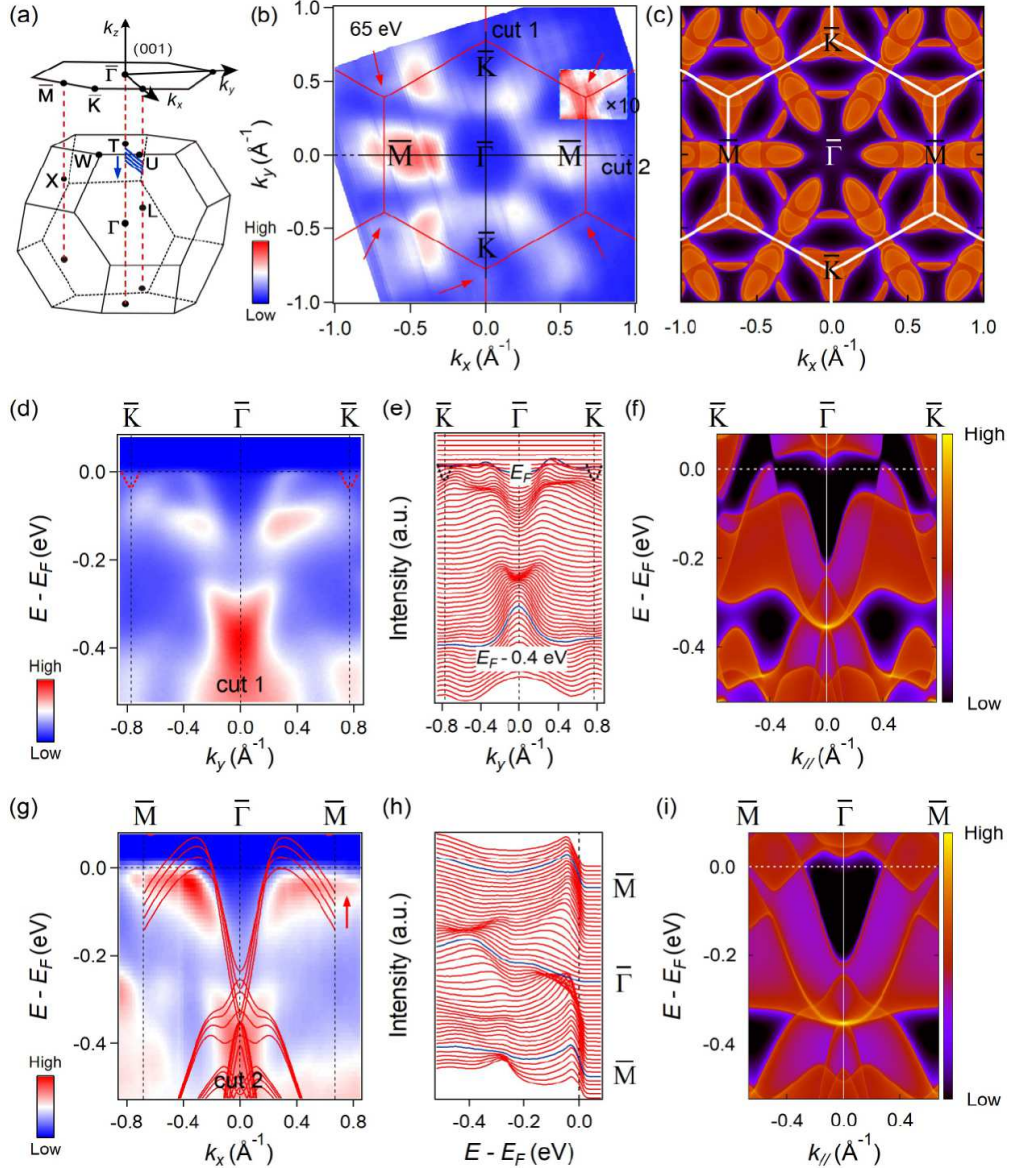 (a)
k_z
(001)
Γ̄
M̄
K̄
k_x
k_y
T
W
U
X
L
Γ
High
Low
(b)
65 eV
cut 1
K̄
×10
M̄
Γ̄
M̄
cut 2
K̄
k_y (Å⁻¹)
1.0
0.5
0.0
-0.5
-1.0
-1.0 -0.5 0.0 0.5 1.0
k_x (Å⁻¹)
(c)
K̄
M̄
Γ̄
M̄
K̄
-1.0 -0.5 0.0 0.5 1.0
k_x (Å⁻¹)
(d)
K̄ Γ̄ K̄
E - E_F (eV)
0.0
-0.2
-0.4
High
Low
cut 1
-0.8 -0.4 0.0 0.4 0.8
k_y (Å⁻¹)
(e)
K̄ Γ̄ K̄
Intensity (a.u.)
E_F
E_F - 0.4 eV
-0.8 -0.4 0.0 0.4 0.8
k_y (Å⁻¹)
(f)
K̄ Γ̄ K̄
High
E - E_F (eV)
0.0
-0.2
-0.4
Low
-0.4 0.0 0.4
k_// (Å⁻¹)
(g)
M̄ Γ̄ M̄
E - E_F (eV)
0.0
-0.2
-0.4
High
Low
cut 2
-0.8 -0.4 0.0 0.4 0.8
k_x (Å⁻¹)
(h)
Intensity (a.u.)
M̄
Γ̄
M̄
-0.4 -0.2 0.0
E - E_F (eV)
(i)
M̄ Γ̄ M̄
High
E - E_F (eV)
0.0
-0.2
-0.4
Low
-0.4 0.0 0.4
k_// (Å⁻¹)